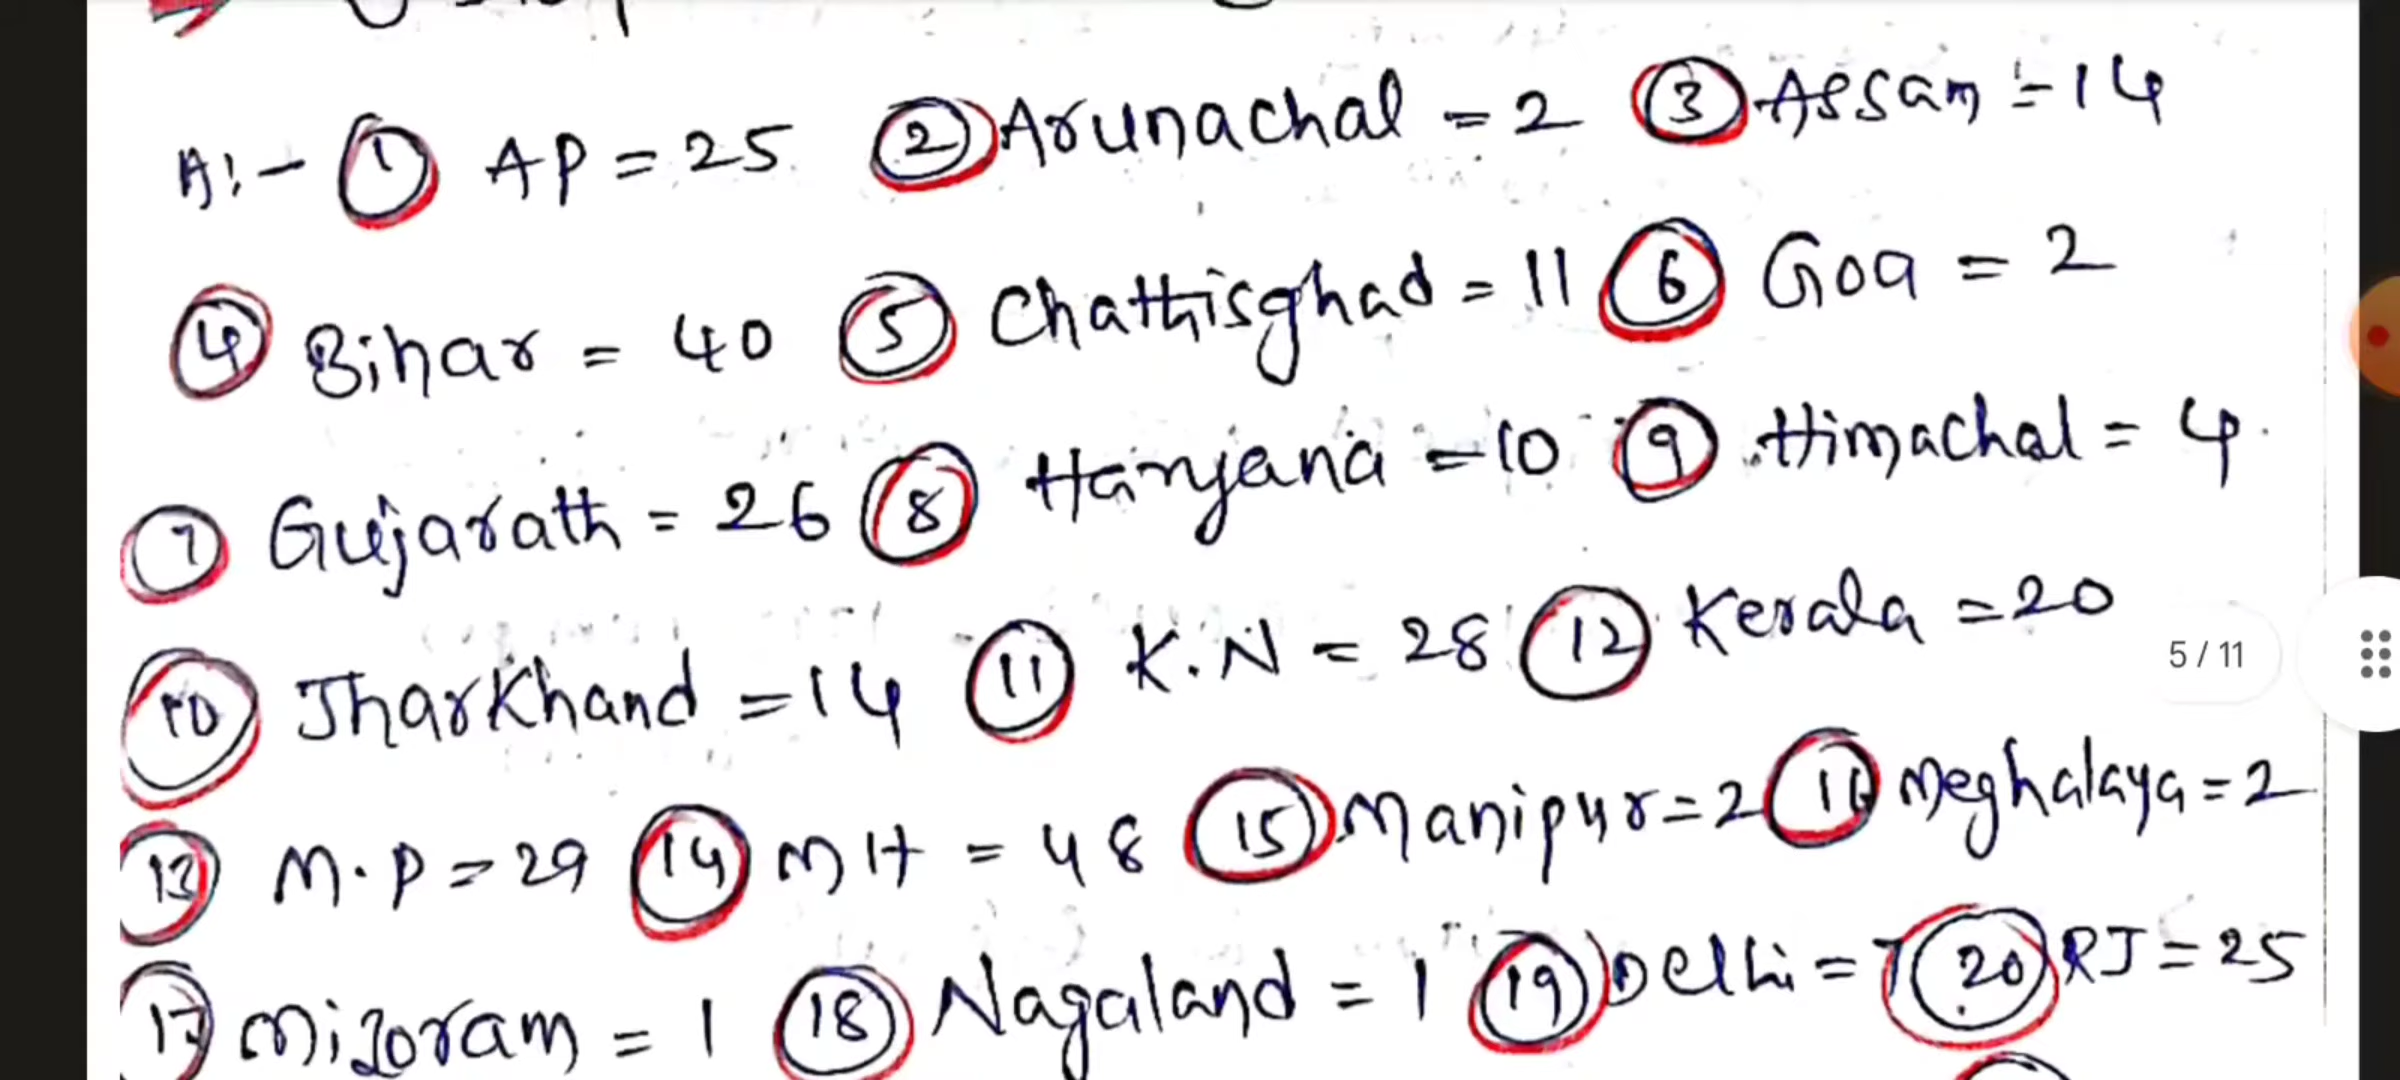 A:- 1 AP = 25 2 Arunachal = 2 3 Assam = 14
4 Bihar = 40 5 Chathisghad = 11 6 Goa = 2
7 Gujarath = 26 8 Hariyana = 10 9 Himachal = 4.
10 Jharkhand = 14 11 K.N = 28 12 Kerala = 20
5 / 11
13 M.P = 29 14 MH = 48 15 Manipur = 2 16 Meghalaya = 2
17 Mizoram = 1 18 Nagaland = 1 19 Delhi = 7 20 RJ = 25